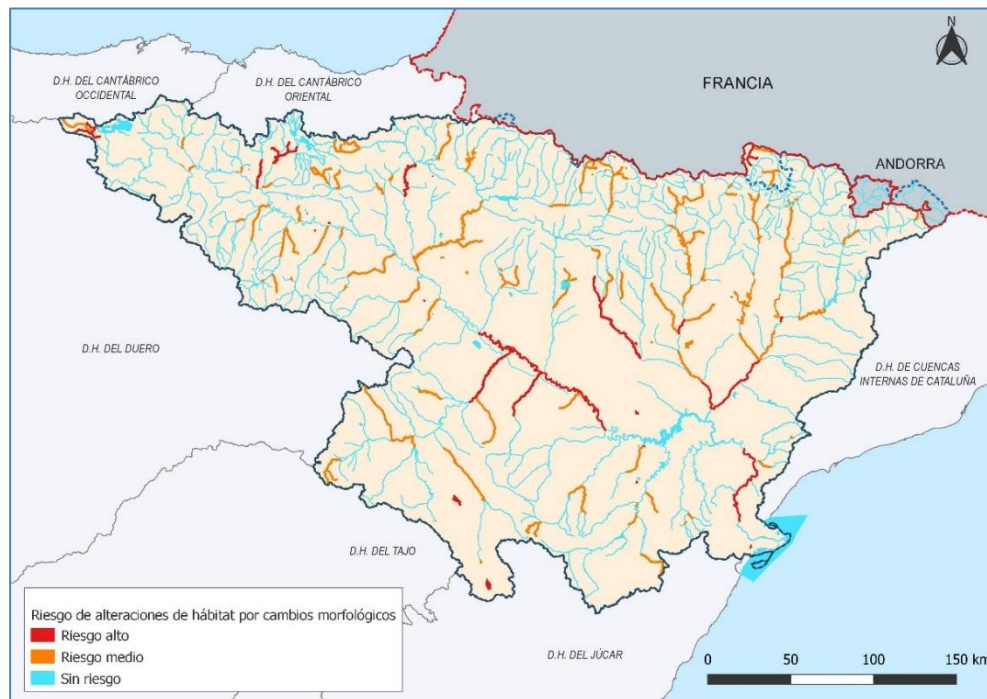 N
D.H. DEL CANTÁBRICO
OCCIDENTAL
D.H. DEL CANTÁBRICO
ORIENTAL
FRANCIA
ANDORRA
D.H. DEL DUERO
D.H. DE CUENCAS
INTERNAS DE CATALUÑA
D.H. DEL TAJO
D.H. DEL JÚCAR
Riesgo de alteraciones de hábitat por cambios morfológicos
Riesgo alto
Riesgo medio
Sin riesgo
0 50 100 150 km